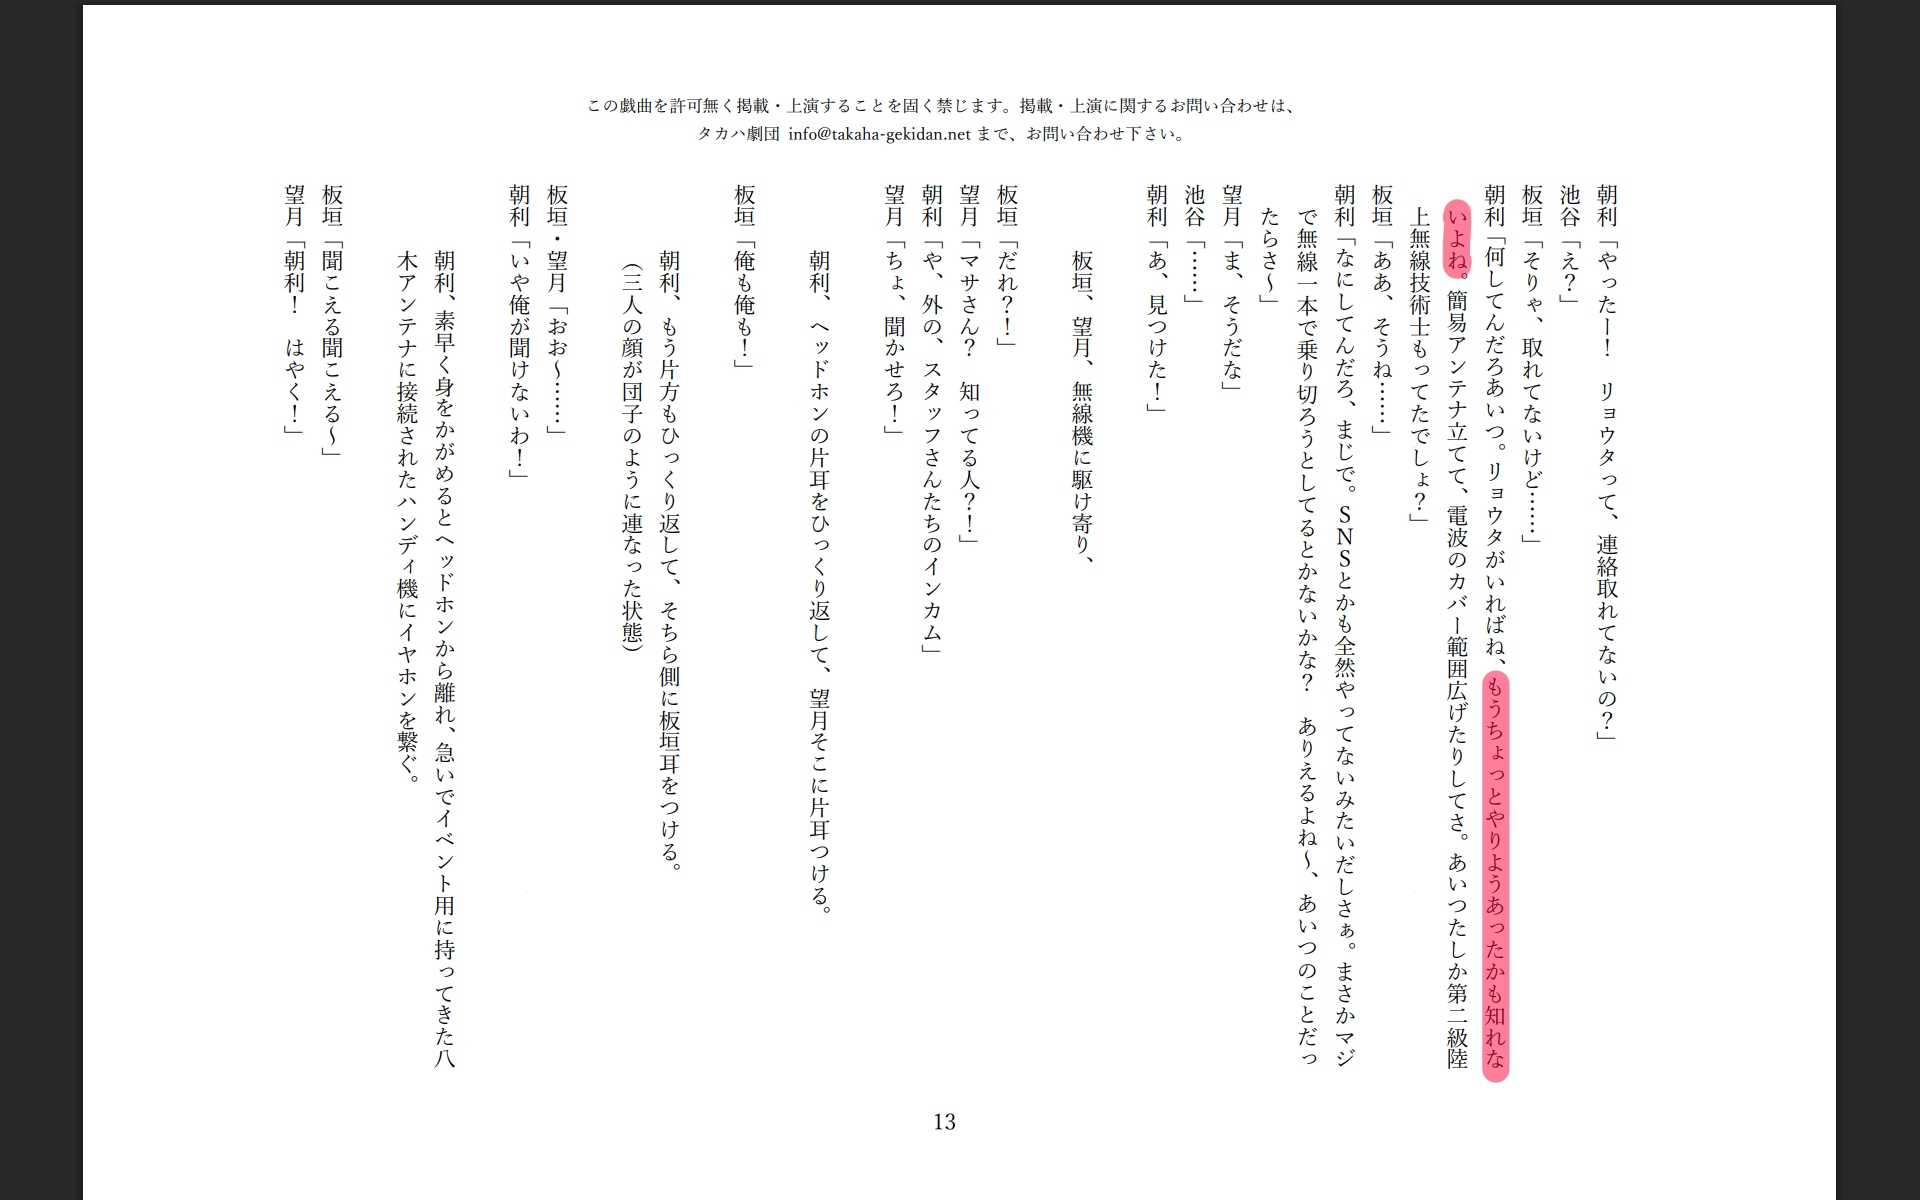 この戯曲を許可無く掲載・上演することを固く禁じます。掲載・上演に関するお問い合わせは、
タカハ劇団 info@takaha-gekidan.net まで、お問い合わせ下さい。
朝利「やったー！　リョウタって、連絡取れてないの？」
池谷「え？」
板垣「そりゃ、取れてないけど……」
朝利「何してんだろあいつ。リョウタがいればね、もうちょっとやりようあったかも知れな
いよね。簡易アンテナ立てて、電波のカバー範囲広げたりしてさ。あいつたしか第二級陸
上無線技術士もってたでしょ？」
板垣「ああ、そうね……」
朝利「なにしてんだろ、まじで。ＳＮＳとかも全然やってないみたいだしさぁ。まさかマジ
で無線一本で乗り切ろうとしてるとかないかな？　ありえるよね～、あいつのことだっ
たらさ～」
望月「ま、そうだな」
池谷「……」
朝利「あ、見つけた！」
板垣、望月、無線機に駆け寄り、
板垣「だれ？！」
望月「マサさん？　知ってる人？！」
朝利「や、外の、スタッフさんたちのインカム」
望月「ちょ、聞かせろ！」
朝利、ヘッドホンの片耳をひっくり返して、望月そこに片耳つける。
板垣「俺も俺も！」
朝利、もう片方もひっくり返して、そちら側に板垣耳をつける。
（三人の顔が団子のように連なった状態）
板垣・望月「おお～……」
朝利「いや俺が聞けないわ！」
朝利、素早く身をかがめるとヘッドホンから離れ、急いでイベント用に持ってきた八
木アンテナに接続されたハンディ機にイヤホンを繋ぐ。
板垣「聞こえる聞こえる～」
望月「朝利！　はやく！」
13